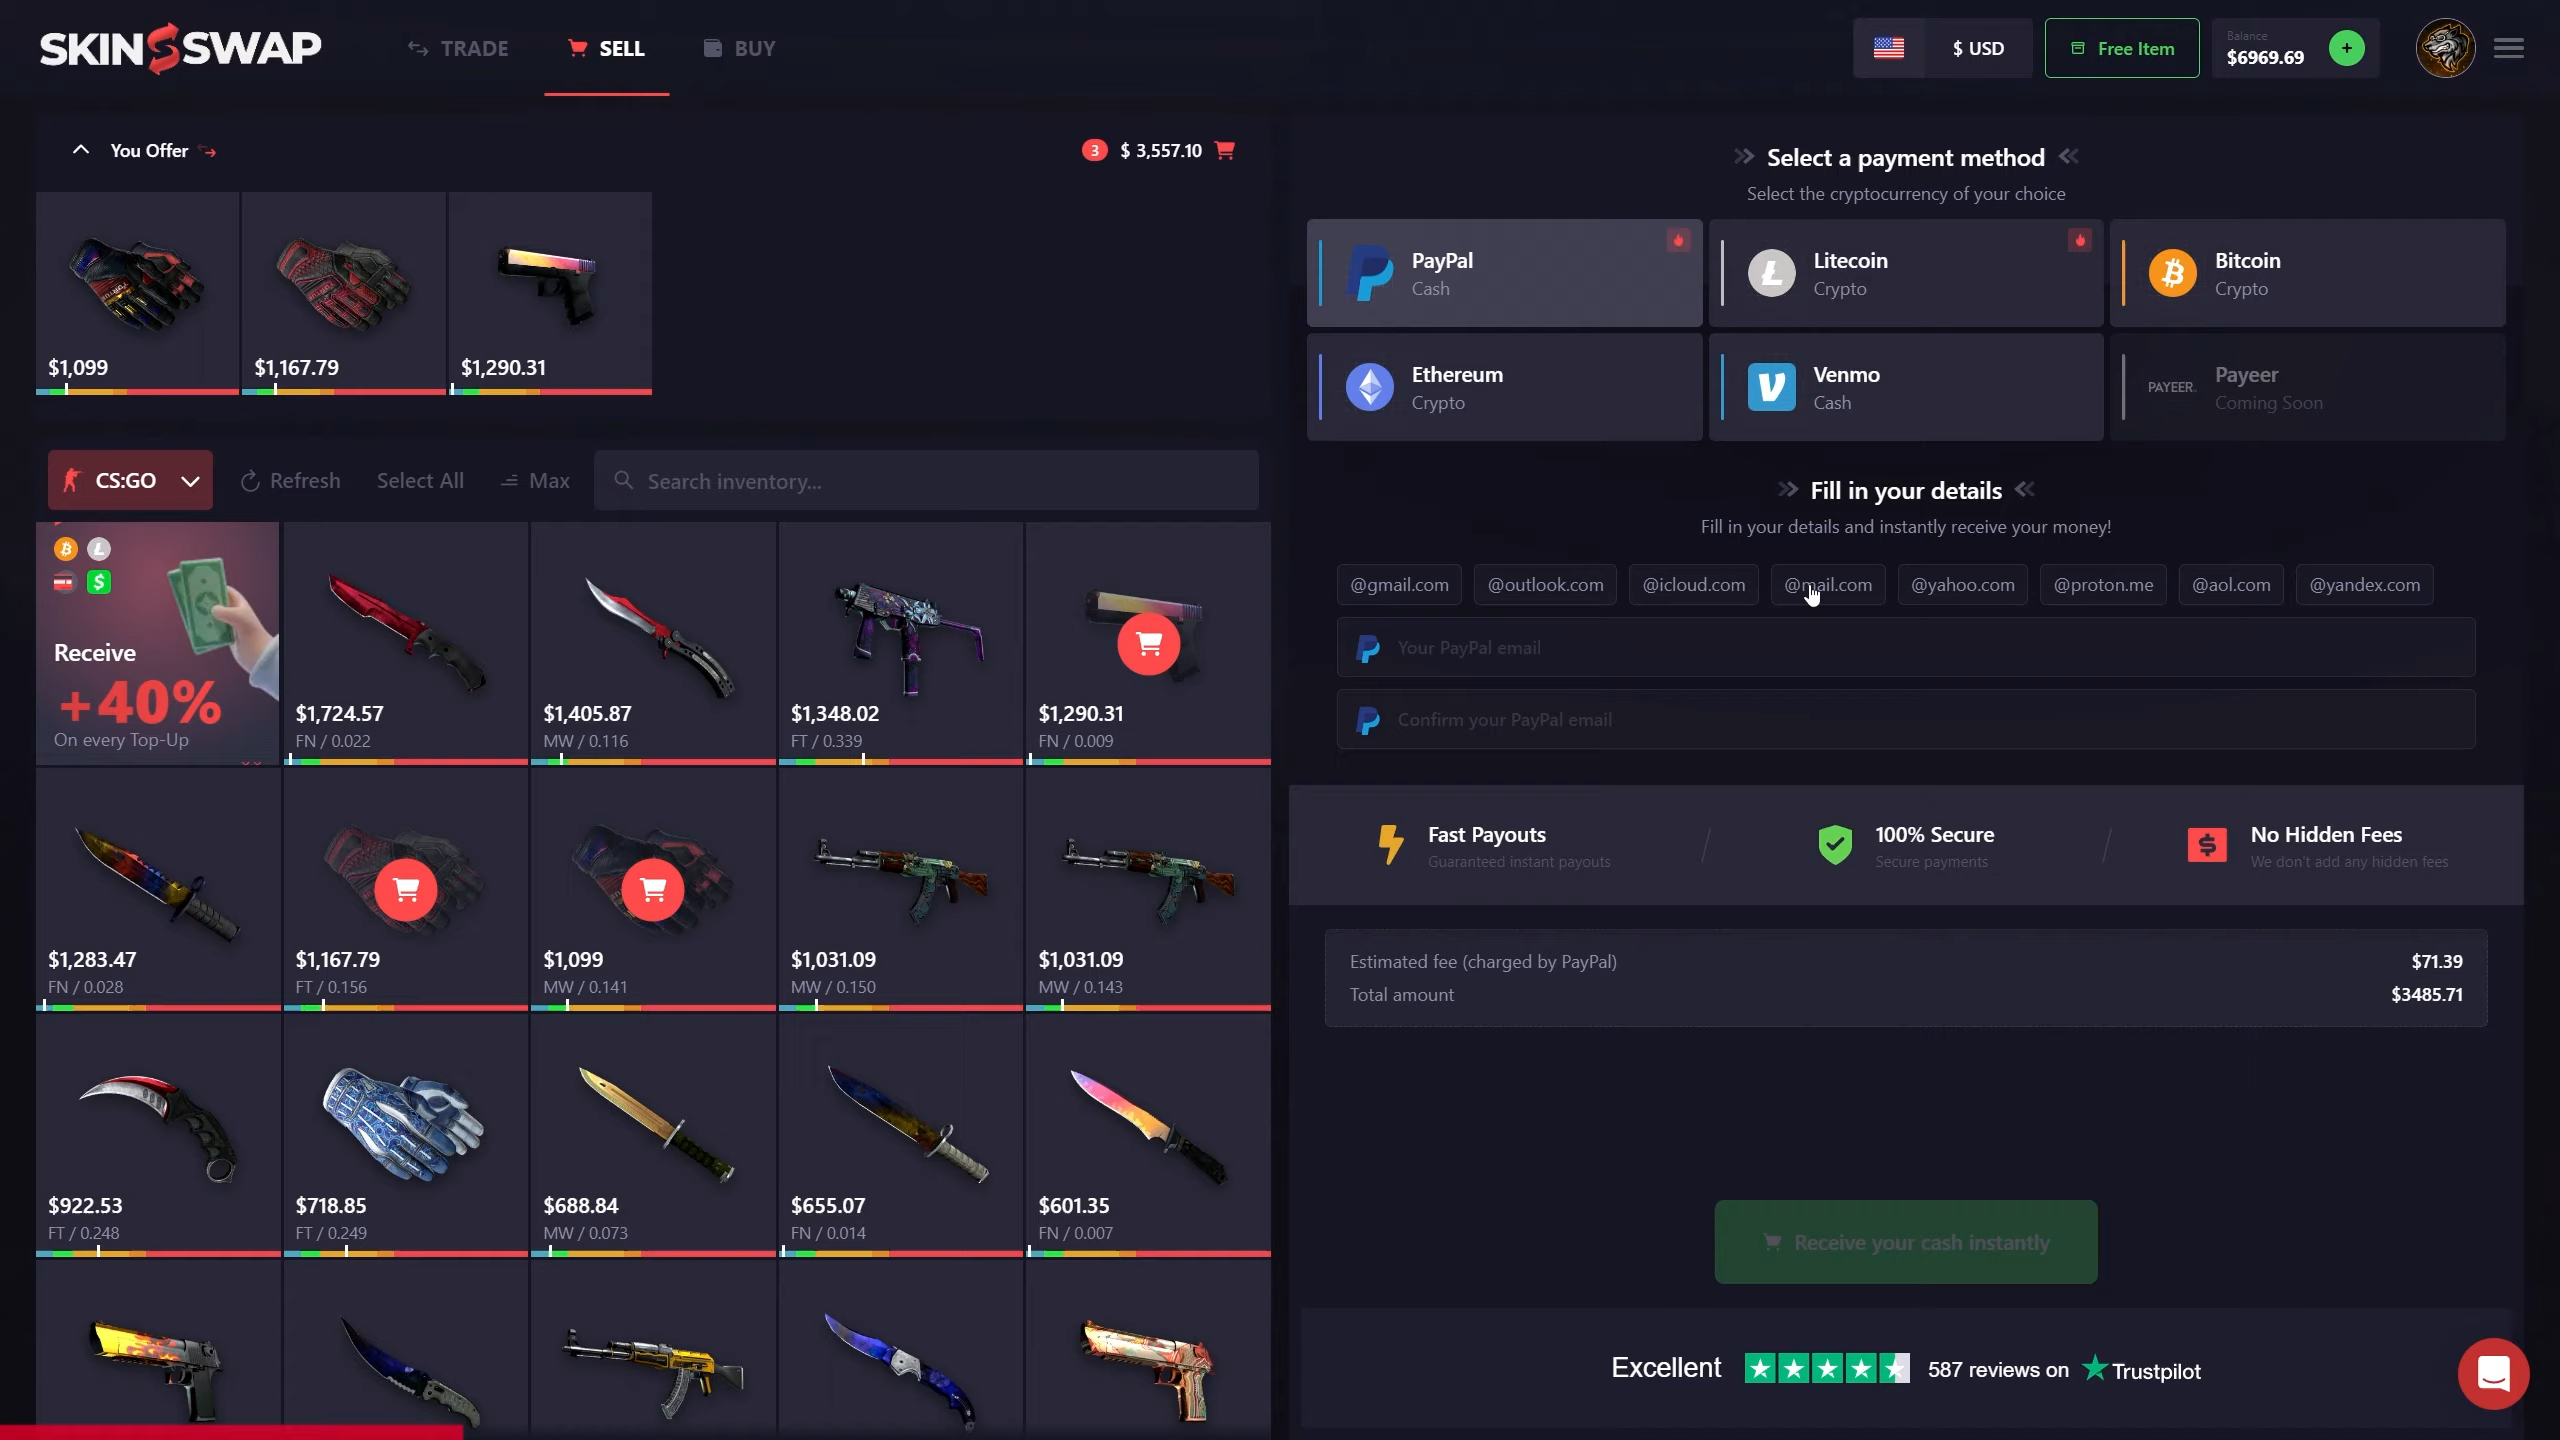 SKINSSWAP
TRADE
SELL
BUY
$ USD
Free Item
Balance
$6969.69
You Offer
3
$ 3,557.10
$1,099
$1,167.79
$1,290.31
CS:GO
Refresh
Select All
Max
Search inventory...
Receive
+40%
On every Top-Up
$1,724.57
FN / 0.022
$1,405.87
MW / 0.116
$1,348.02
FT / 0.339
$1,290.31
FN / 0.009
$1,283.47
FN / 0.028
$1,167.79
FT / 0.156
$1,099
MW / 0.141
$1,031.09
MW / 0.150
$1,031.09
MW / 0.143
$922.53
FT / 0.248
$718.85
FT / 0.249
$688.84
MW / 0.073
$655.07
FN / 0.014
$601.35
FN / 0.007
Select a payment method
Select the cryptocurrency of your choice
PayPal
Cash
Litecoin
Crypto
Bitcoin
Crypto
Ethereum
Crypto
Venmo
Cash
PAYEER
Payeer
Coming Soon
Fill in your details
Fill in your details and instantly receive your money!
@gmail.com
@outlook.com
@icloud.com
@mail.com
@yahoo.com
@proton.me
@aol.com
@yandex.com
Your PayPal email
Confirm your PayPal email
Fast Payouts
Guaranteed instant payouts
100% Secure
Secure payments
No Hidden Fees
We don't add any hidden fees
Estimated fee (charged by PayPal)
$71.39
Total amount
$3485.71
Receive your cash instantly
Excellent
587 reviews on
Trustpilot